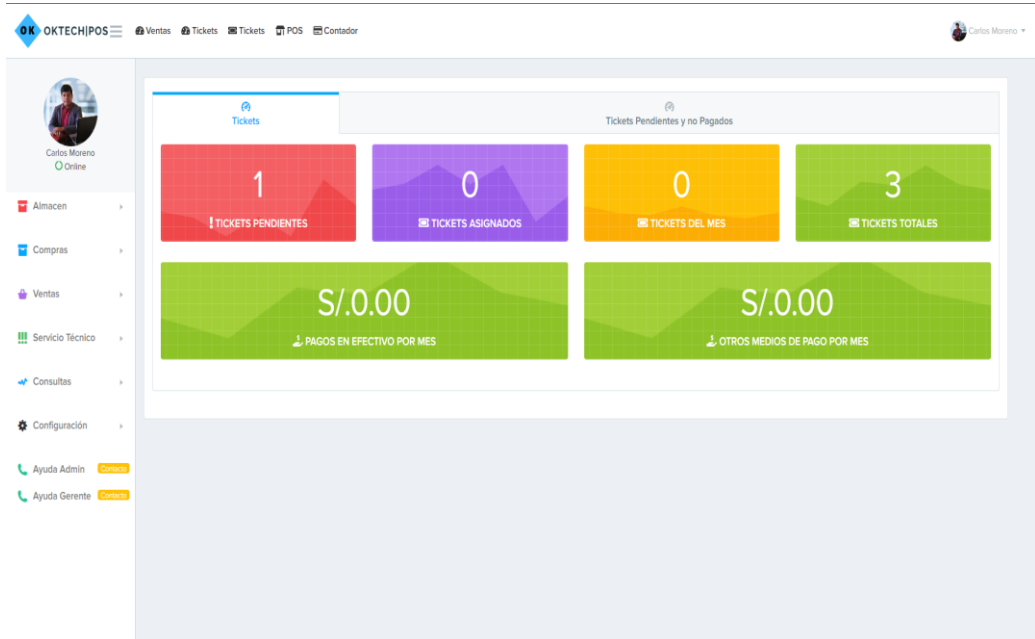 OK OKTECH|POS
Ventas Tickets Tickets POS Contador
Carlos Moreno
Carlos Moreno
Online
Almacen
Compras
Ventas
Servicio Técnico
Consultas
Configuración
Ayuda Admin Contacto
Ayuda Gerente Contacto
Tickets
Tickets Pendientes y no Pagados
1
TICKETS PENDIENTES
0
TICKETS ASIGNADOS
0
TICKETS DEL MES
3
TICKETS TOTALES
S/.0.00
PAGOS EN EFECTIVO POR MES
S/.0.00
OTROS MEDIOS DE PAGO POR MES